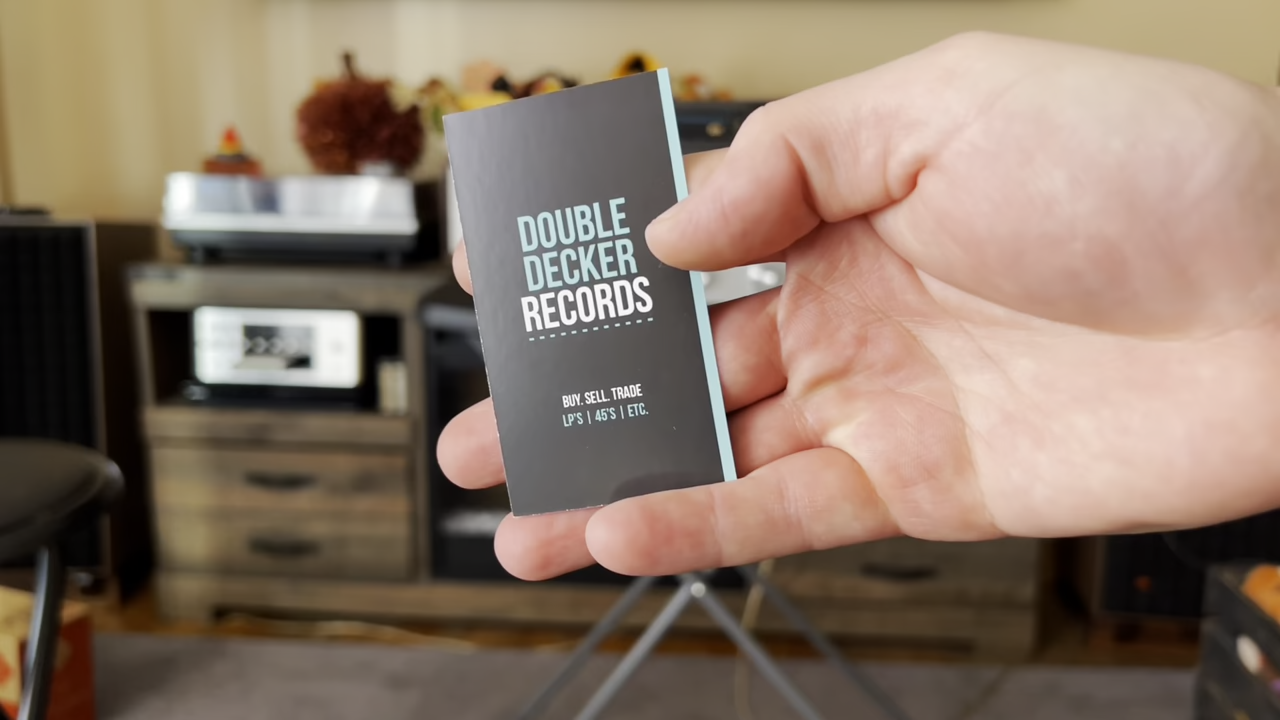 DOUBLE
DECKER
RECORDS
BUY. SELL. TRADE
LP'S | 45'S | ETC.